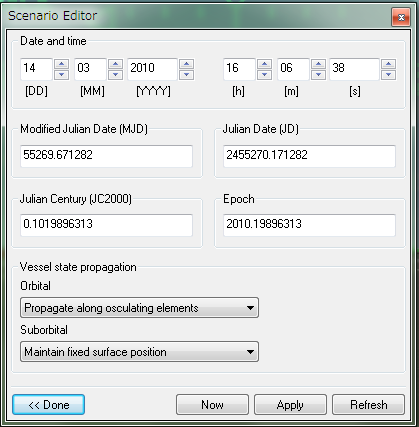 Scenario Editor
Date and time
14 03 2010 16 06 38
[DD] [MM] [YYYY] [h] [m] [s]
Modified Julian Date (MJD) Julian Date (JD)
55269.671282 2455270.171282
Julian Century (JC2000) Epoch
0.1019896313 2010.19896313
Vessel state propagation
Orbital
Propagate along osculating elements
Suborbital
Maintain fixed surface position
<< Done Now Apply Refresh